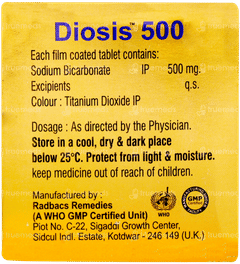 Diosis™ 500
Each film coated tablet contains:
Sodium Bicarbonate IP 500 mg.
Excipients q.s.
Colour : Titanium Dioxide IP
Dosage : As directed by the Physician.
Store in a cool, dry & dark place
below 25°C. Protect from light & moisture.
keep medicine out of reach of children.
Manufactured by :
Radbacs Remedies
(A WHO GMP Certified Unit)
Plot No. C-22, Sigaddi Growth Center,
Sidcul Indl. Estate, Kotdwar - 246 149 (U.K.)
WHO
GMP